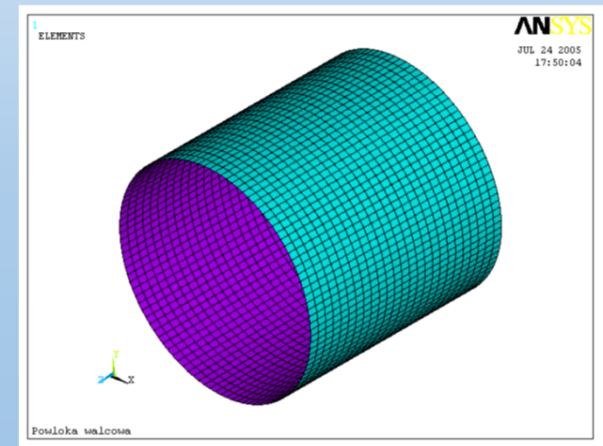 1
ELEMENTS
ANSYS
JUL 24 2005
17:50:04
Y
Z
X
Powloka walcowa